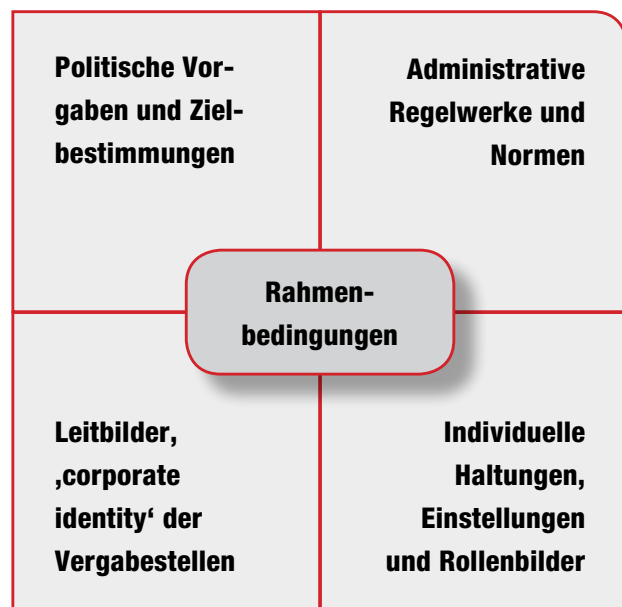 Politische Vor-
gaben und Ziel-
bestimmungen
Administrative
Regelwerke und
Normen
Rahmen-
bedingungen
Leitbilder,
‚corporate
identity‘ der
Vergabestellen
Individuelle
Haltungen,
Einstellungen
und Rollenbilder